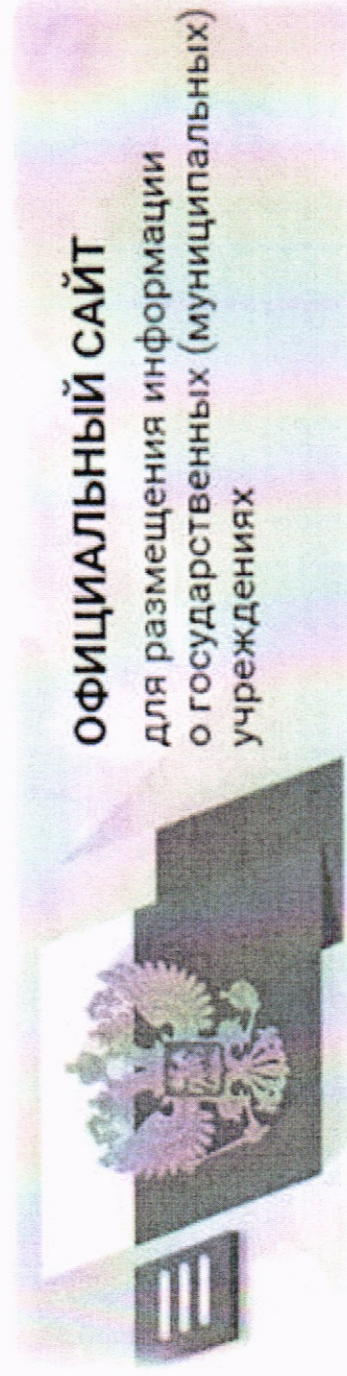 ОФИЦИАЛЬНЫЙ САЙТ
для размещения информации
о государственных (муниципальных)
учреждениях